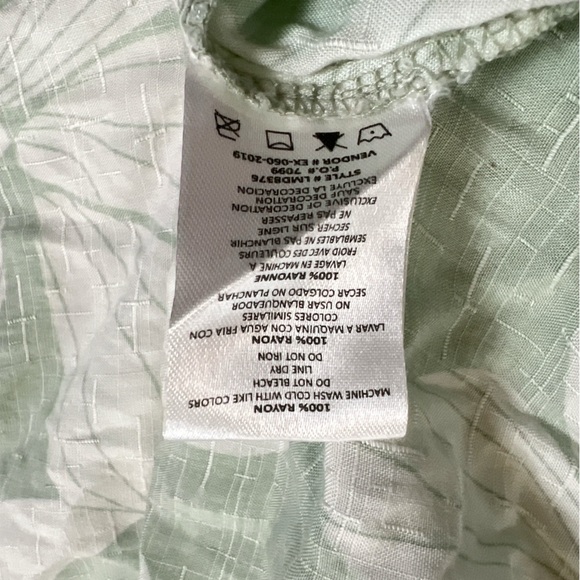 100% RAYON
MACHINE WASH COLD WITH LIKE COLORS
DO NOT BLEACH
LINE DRY
DO NOT IRON
100% RAYON
LAVAR A MAQUINA CON AGUA FRIA CON
COLORES SIMILARES
NO USAR BLANQUEADOR
SECAR COLGADO NO PLANCHAR
100% RAYONNE
LAVAGE EN MACHINE A
FROID AVEC DES COULEURS
SEMBLABLES NE PAS BLANCHIR
SECHER SUR LIGNE
NE PAS REPASSER
EXCLUSIVE OF DECORATION
SAUF DE DECORACION
EXCLUYE LA DECORACION
STYLE # LMD8376
P.O.# 7099
VENDOR # EX-060-2019